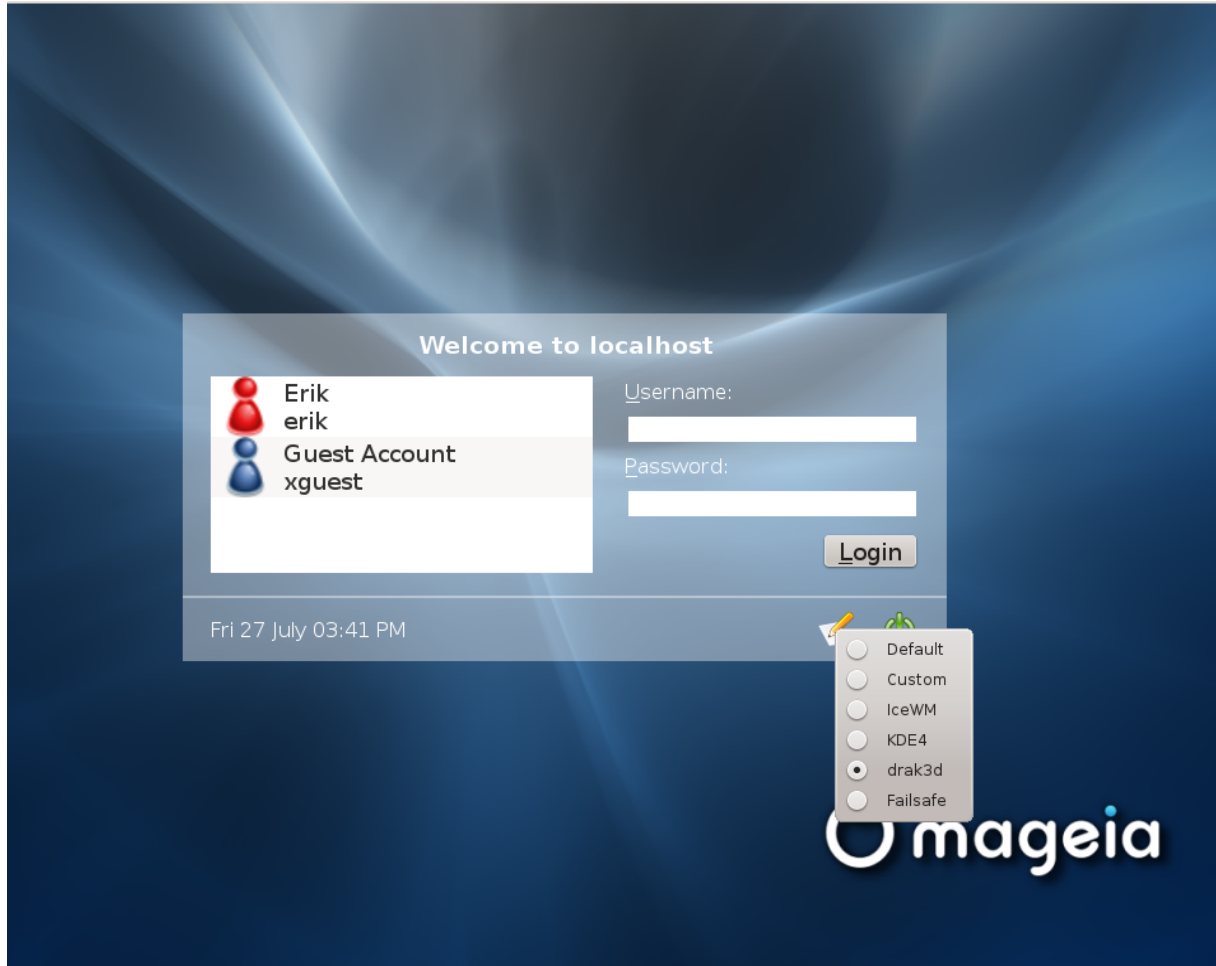 Welcome to localhost
Erik
erik
Guest Account
xguest
Username:
Password:
Login
Fri 27 July 03:41 PM
Default
Custom
IceWM
KDE4
drak3d
Failsafe
mageia